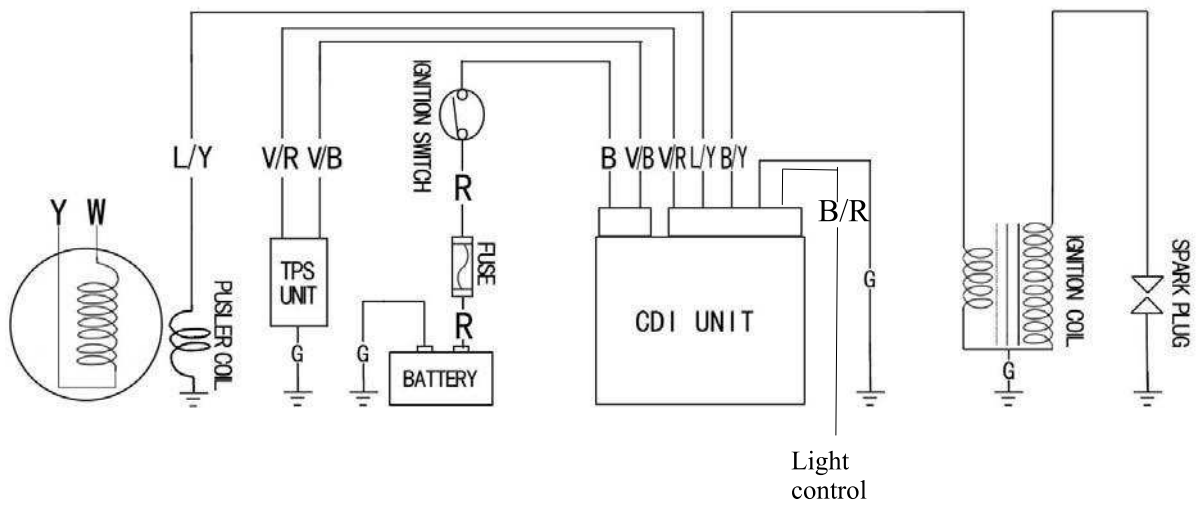 IGNITION SWITCH
L/Y
V/R
V/B
B
V/B
V/R
L/Y
B/Y
R
B/R
Y
W
FUSE
TPS
UNIT
PUSLER COIL
G
IGNITION COIL
SPARK PLUG
CDI UNIT
R
G
G
G
BATTERY
Light
control